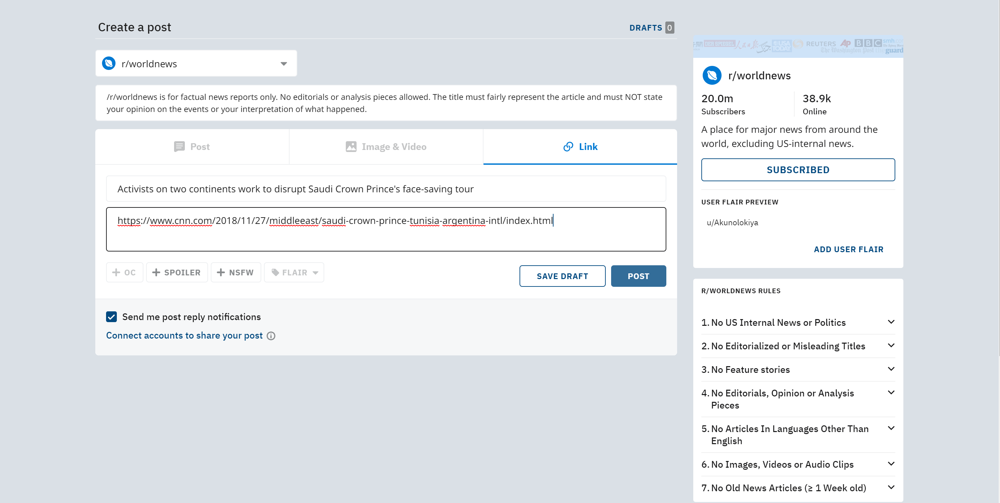 Create a post
DRAFTS 0
r/worldnews
/r/worldnews is for factual news reports only. No editorials or analysis pieces allowed. The title must fairly represent the article and must NOT state
your opinion on the events or your interpretation of what happened.
Post
Image & Video
Link
Activists on two continents work to disrupt Saudi Crown Prince's face-saving tour
https://www.cnn.com/2018/11/27/middleeast/saudi-crown-prince-tunisia-argentina-intl/index.html
OC
SPOILER
NSFW
FLAIR
SAVE DRAFT
POST
Send me post reply notifications
Connect accounts to share your post
DER SPIEGEL
人民日报
USA
TODAY
REUTERS
AP
BBC
smh.co
The Washington Post
the guard
r/worldnews
20.0m
Subscribers
38.9k
Online
A place for major news from around the
world, excluding US-internal news.
SUBSCRIBED
USER FLAIR PREVIEW
u/Akunolokiya
ADD USER FLAIR
R/WORLDNEWS RULES
1. No US Internal News or Politics
2. No Editorialized or Misleading Titles
3. No Feature stories
4. No Editorials, Opinion or Analysis
Pieces
5. No Articles In Languages Other Than
English
6. No Images, Videos or Audio Clips
7. No Old News Articles (≥ 1 Week old)